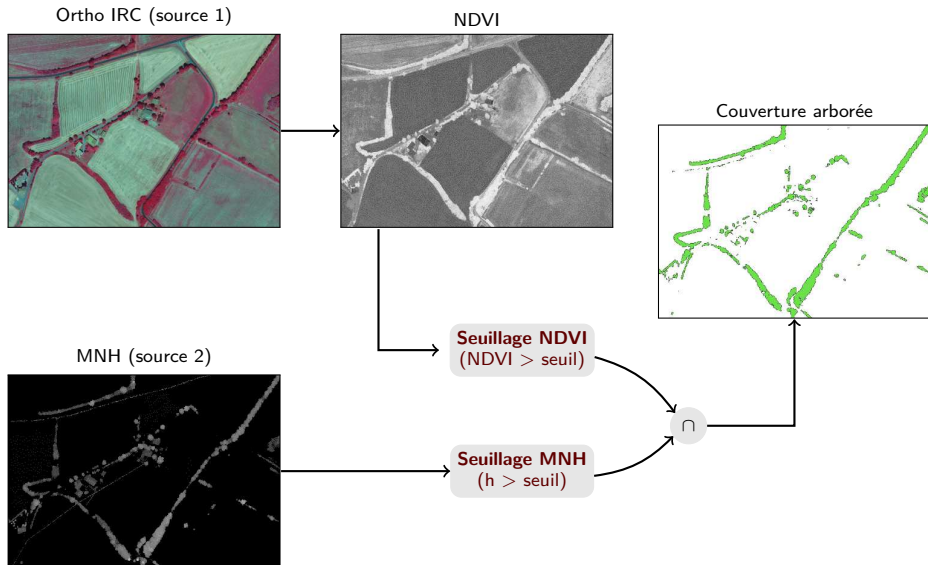 Ortho IRC (source 1)
NDVI
Couverture arborée
Seuillage NDVI
(NDVI > seuil)
MNH (source 2)
∩
Seuillage MNH
(h > seuil)